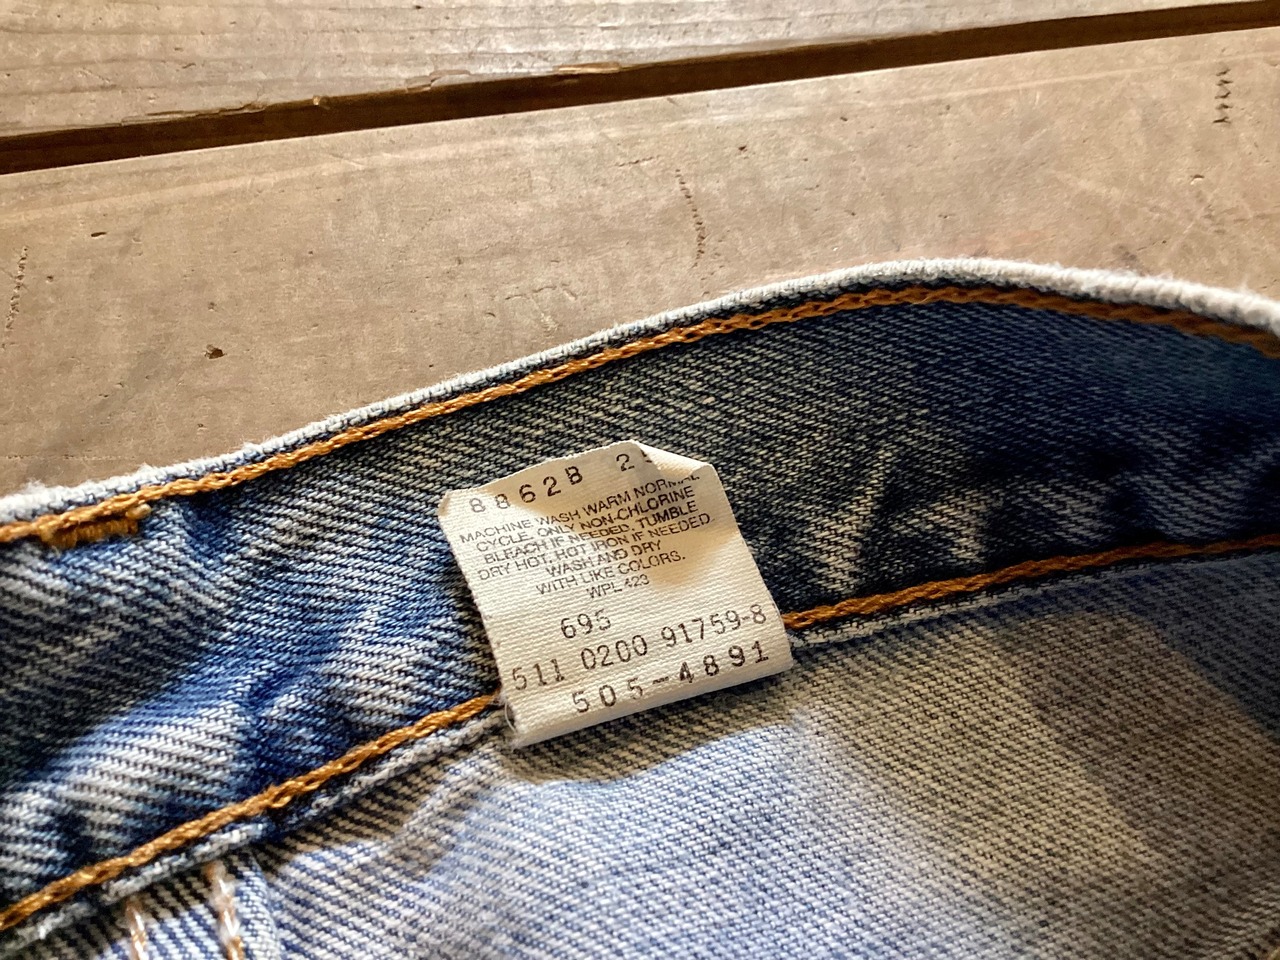 8862B 2
MACHINE WASH WARM NORMAL
CYCLE, ONLY NON-CHLORINE
BLEACH IF NEEDED. TUMBLE
DRY HOT. HOT IRON IF NEEDED.
WASH AND DRY
WITH LIKE COLORS.
WPL 423
695
511 0200 91759-8
505-4891